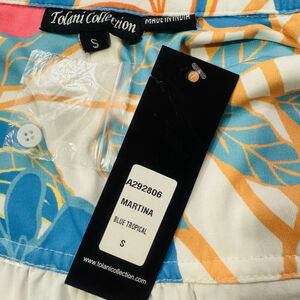 Tolani Collection
MADE IN INDIA
S
A292806
MARTINA
BLUE TROPICAL
S
www.tolanicollection.com